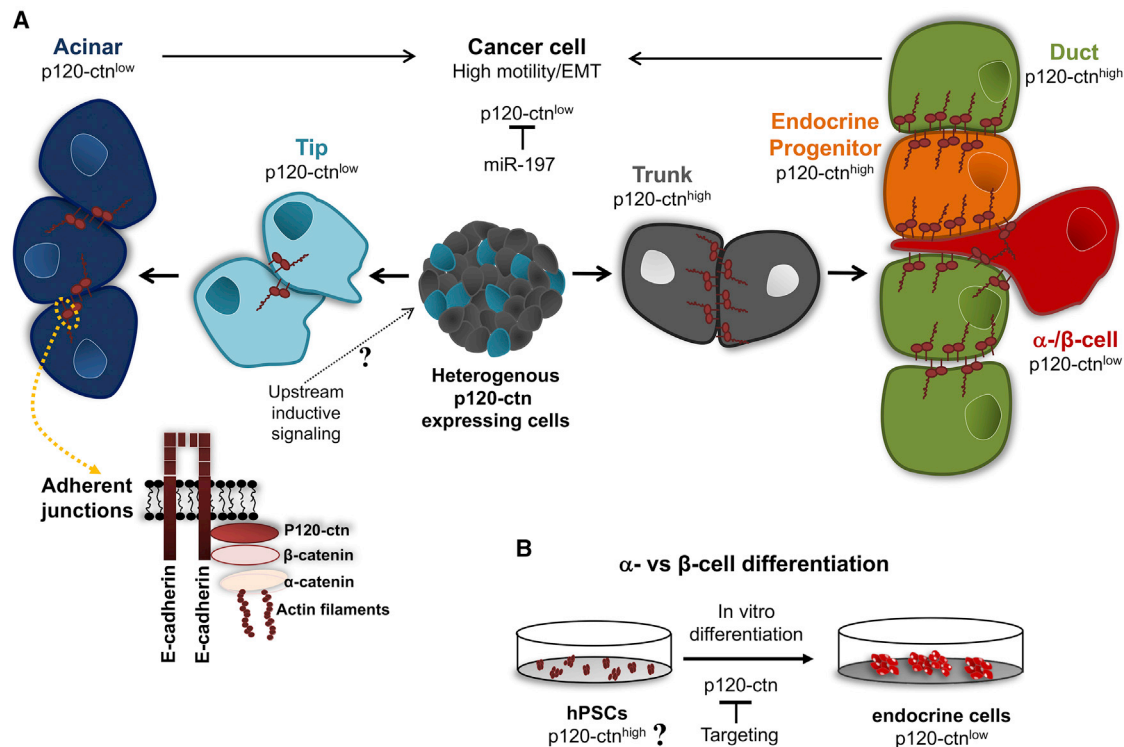 A
Acinar
p120-ctnlow
Cancer cell
High motility/EMT
p120-ctnlow
miR-197
Duct
p120-ctnhigh
Tip
p120-ctnlow
Endocrine
Progenitor
p120-ctnhigh
Trunk
p120-ctnhigh
?
Upstream
inductive
signaling
Heterogenous
p120-ctn
expressing cells
α-/β-cell
p120-ctnlow
Adherent
junctions
E-cadherin
E-cadherin
P120-ctn
β-catenin
α-catenin
Actin filaments
B
α- vs β-cell differentiation
In vitro
differentiation
p120-ctn
Targeting
hPSCs
p120-ctnhigh ?
endocrine cells
p120-ctnlow